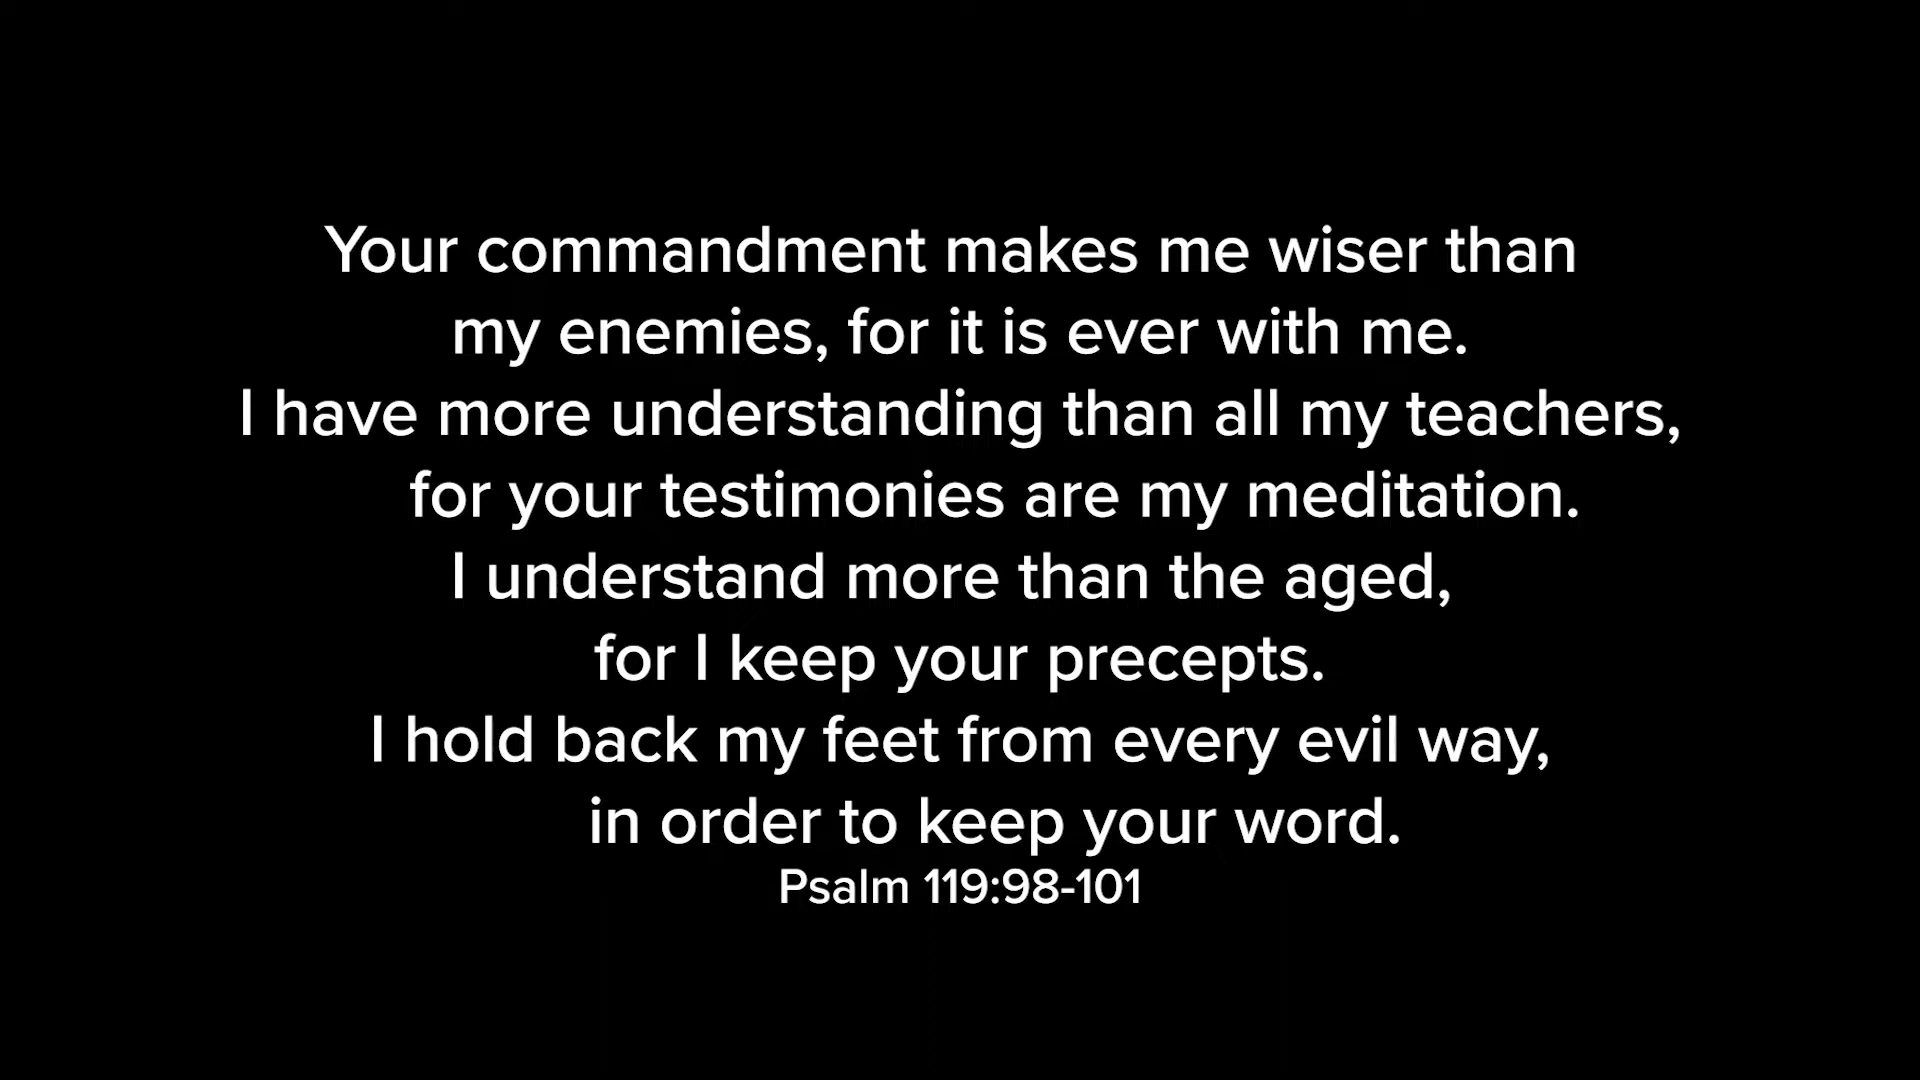 Your commandment makes me wiser than
my enemies, for it is ever with me.
I have more understanding than all my teachers,
for your testimonies are my meditation.
I understand more than the aged,
for I keep your precepts.
I hold back my feet from every evil way,
in order to keep your word.
Psalm 119:98-101